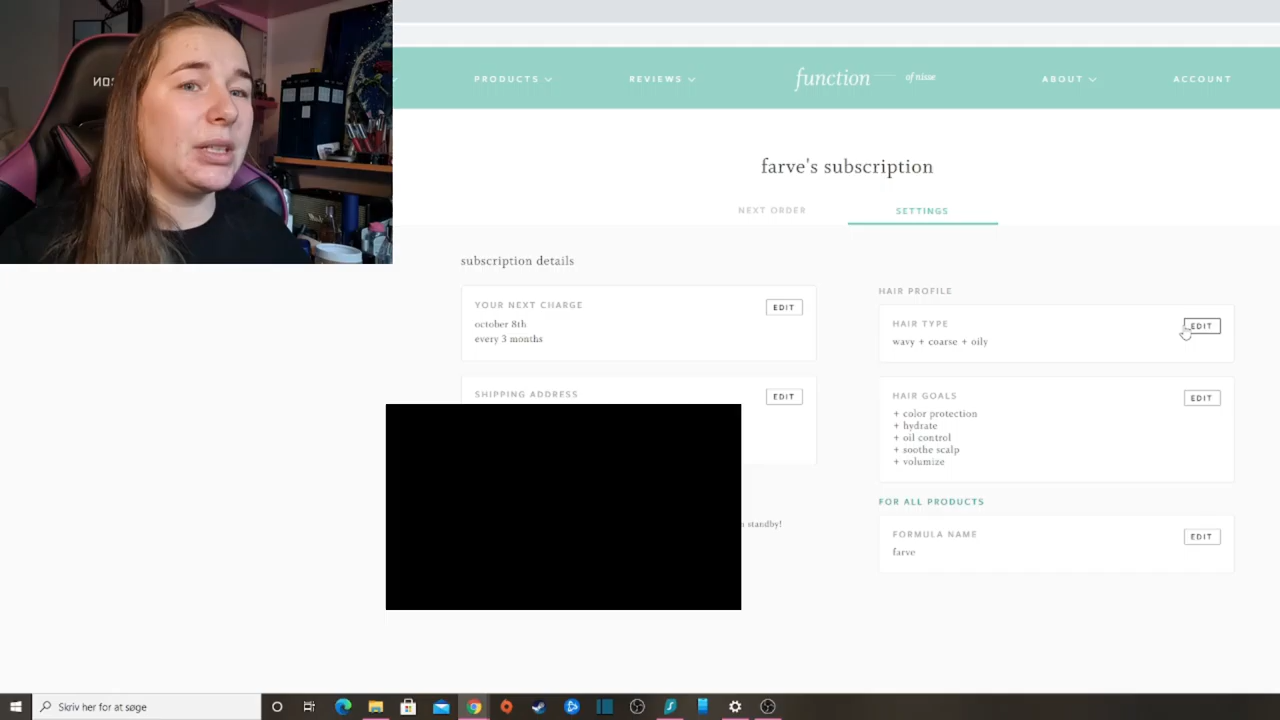 PRODUCTS
REVIEWS
function of nisse
ABOUT
ACCOUNT
farve's subscription
NEXT ORDER
SETTINGS
subscription details
YOUR NEXT CHARGE
EDIT
october 8th
every 3 months
SHIPPING ADDRESS
EDIT
standby!
HAIR PROFILE
HAIR TYPE
EDIT
wavy + coarse + oily
HAIR GOALS
EDIT
+ color protection
+ hydrate
+ oil control
+ soothe scalp
+ volumize
FOR ALL PRODUCTS
FORMULA NAME
EDIT
farve
Skriv her for at søge